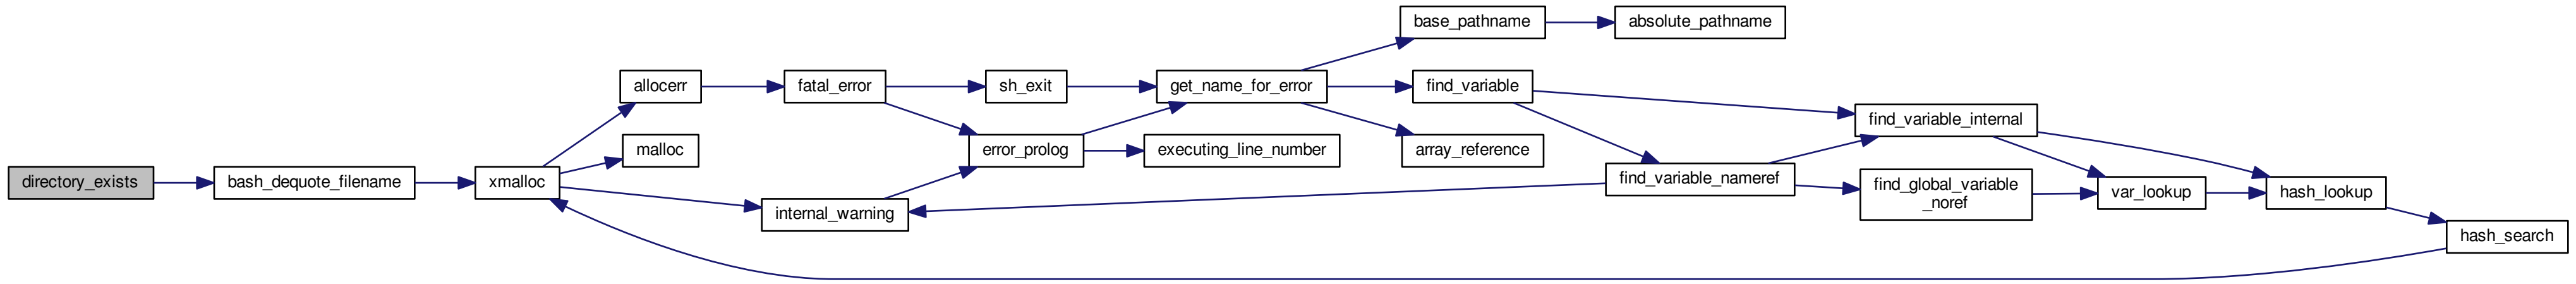 directory_exists
bash_dequote_filename
xmalloc
allocerr
malloc
internal_warning
fatal_error
sh_exit
error_prolog
get_name_for_error
executing_line_number
base_pathname
absolute_pathname
find_variable
array_reference
find_variable_nameref
find_variable_internal
find_global_variable
_noref
var_lookup
hash_lookup
hash_search